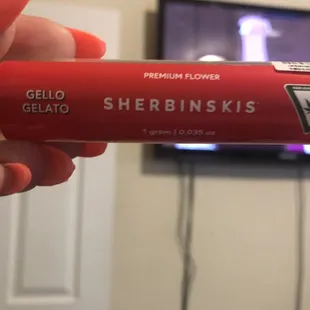 PREMIUM FLOWER
GELLO
GELATO
SHERBINSKIS
1 gram | 0.035 oz